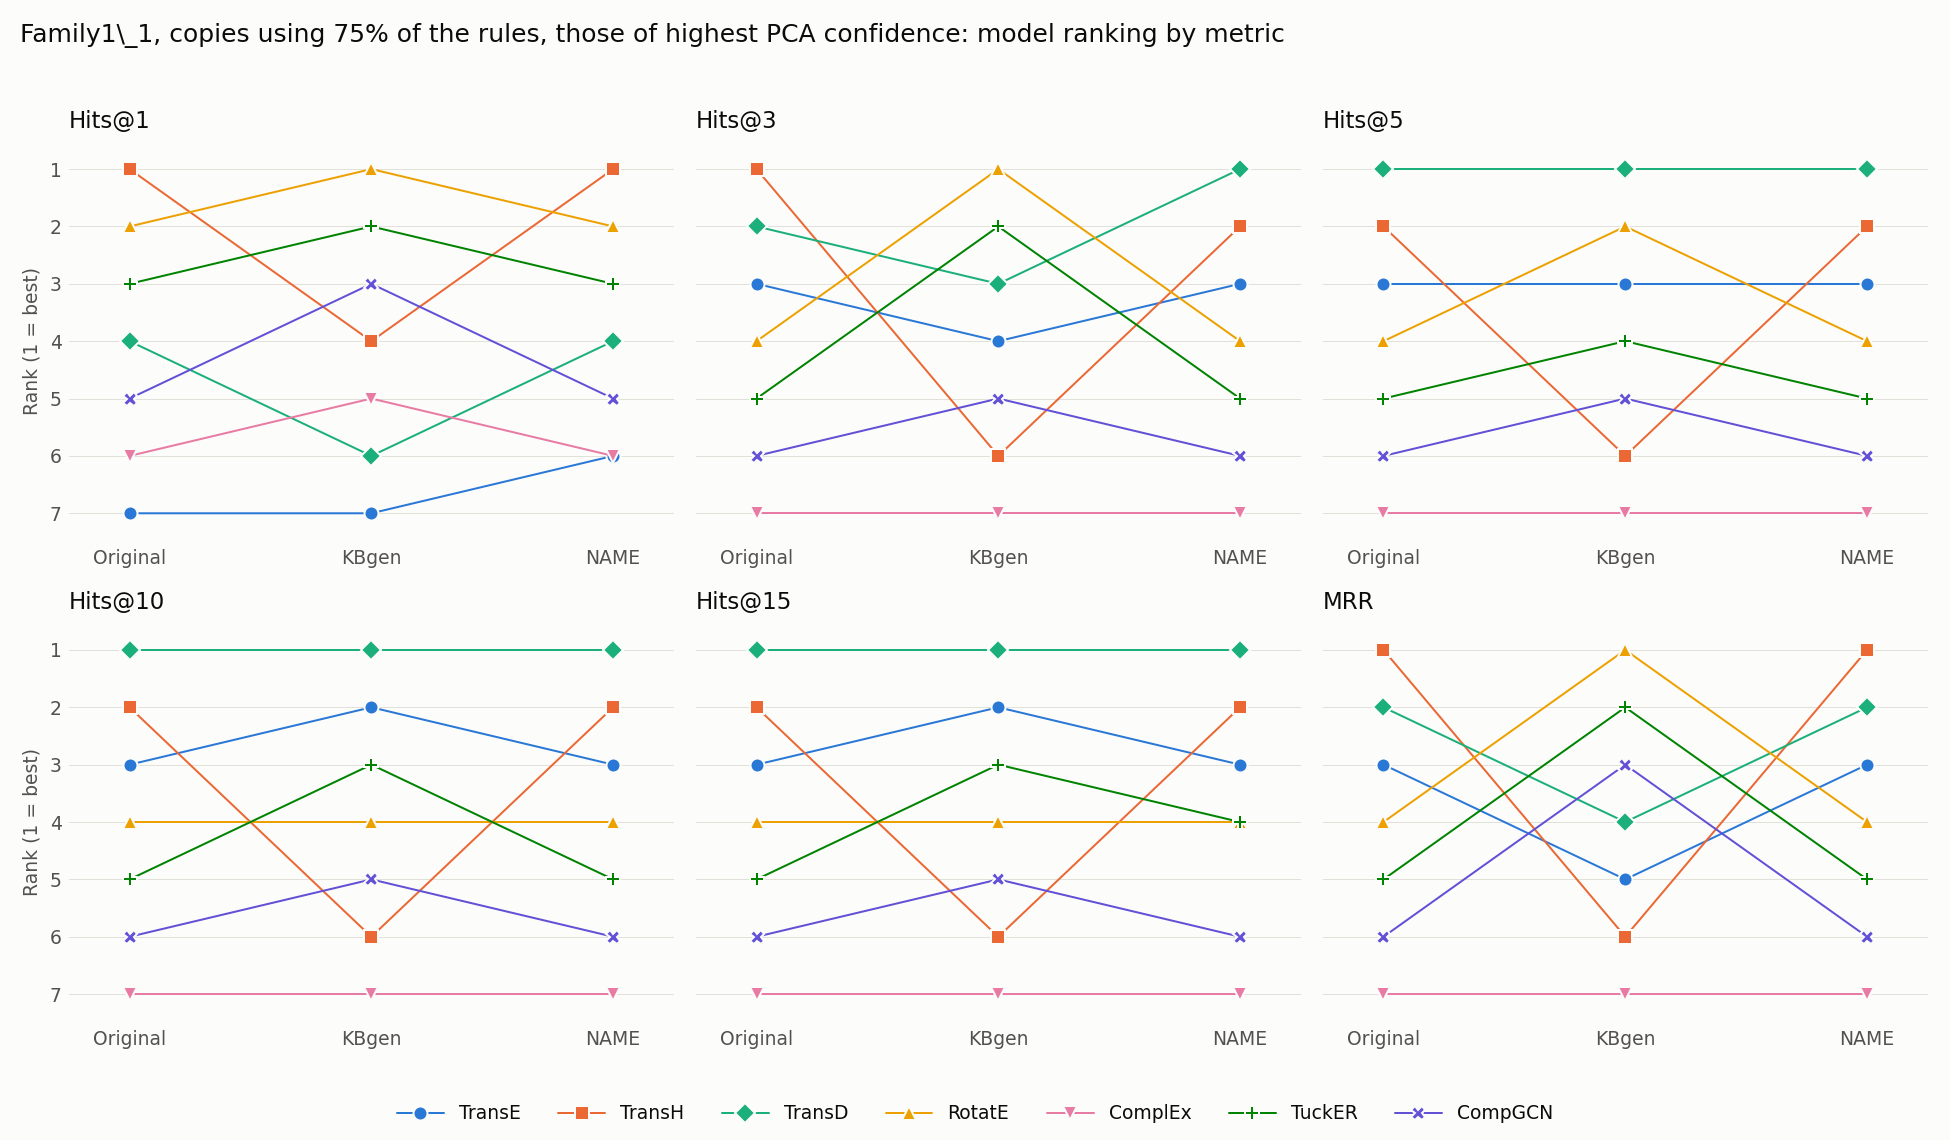 Family1\_1, copies using 75% of the rules, those of highest PCA confidence: model ranking by metric
Hits@1
Hits@3
Hits@5
Rank (1 = best)
1
2
3
4
5
6
7
Original
KBgen
NAME
Original
KBgen
NAME
Original
KBgen
NAME
Hits@10
Hits@15
MRR
Rank (1 = best)
1
2
3
4
5
6
7
Original
KBgen
NAME
Original
KBgen
NAME
Original
KBgen
NAME
TransE
TransH
TransD
RotatE
ComplEx
TuckER
CompGCN